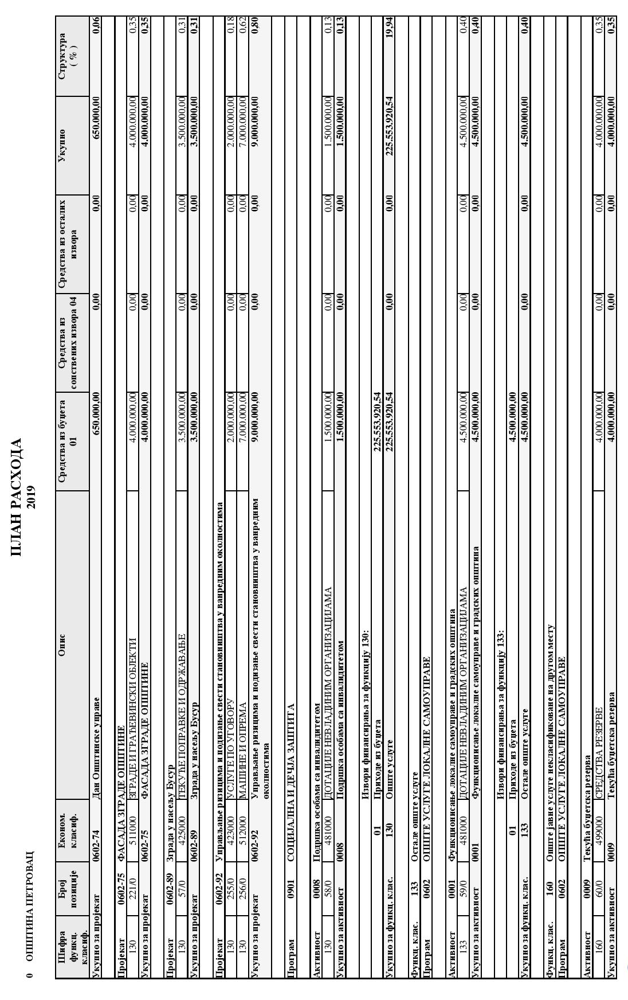 ПЛАН РАСХОДА
2019
0 ОПШТИНА ПЕТРОВАЦ
Шифра функц. класиф. Број позиције Економ. класиф. Опис Средства из буџета 01 Средства из сопствених извора 04 Средства из осталих извора Укупно Структура ( % )
Укупно за пројекат 0602-74 Дан Општинске управе 650.000,00 0,00 0,00 650.000,00 0,06
Пројекат 0602-75 ФАСАДА ЗГРАДЕ ОПШТИНЕ
130 221/0 511000 ЗГРАДЕ И ГРАЂЕВИНСКИ ОБЈЕКТИ 4.000.000,00 0,00 0,00 4.000.000,00 0,35
Укупно за пројекат 0602-75 ФАСАДА ЗГРАДЕ ОПШТИНЕ 4.000.000,00 0,00 0,00 4.000.000,00 0,35
Пројекат 0602-89 Зграда у насељу Бусур
130 57/0 425000 ТЕКУЋЕ ПОПРАВКЕ И ОДРЖАВАЊЕ 3.500.000,00 0,00 0,00 3.500.000,00 0,31
Укупно за пројекат 0602-89 Зграда у насељу Бусур 3.500.000,00 0,00 0,00 3.500.000,00 0,31
Пројекат 0602-92 Управљање ризицима и подизање свести становништва у ванредним околностима
130 255/0 423000 УСЛУГЕ ПО УГОВОРУ 2.000.000,00 0,00 0,00 2.000.000,00 0,18
130 256/0 512000 МАШИНЕ И ОПРЕМА 7.000.000,00 0,00 0,00 7.000.000,00 0,62
Укупно за пројекат 0602-92 Управљање ризицима и подизање свести становништва у ванредним 9.000.000,00 0,00 0,00 9.000.000,00 0,80
околностима
Програм 0901 СОЦИЈАЛНА И ДЕЧЈА ЗАШТИТА
Активност 0008 Подршка особама са инвалидитетом
130 58/0 481000 ДОТАЦИЈЕ НЕВЛАДИНИМ ОРГАНИЗАЦИЈАМА 1.500.000,00 0,00 0,00 1.500.000,00 0,13
Укупно за активност 0008 Подршка особама са инвалидитетом 1.500.000,00 0,00 0,00 1.500.000,00 0,13
Извори финансирања за функцију 130:
01 Приходе из буџета 225.553.920,54
Укупно за функц. клас. 130 Опште услуге 225.553.920,54 0,00 0,00 225.553.920,54 19,94
Функц. клас. 133 Остале опште услуге
Програм 0602 ОПШТЕ УСЛУГЕ ЛОКАЛНЕ САМОУПРАВЕ
Активност 0001 Функционисање локалне самоуправе и градских општина
133 59/0 481000 ДОТАЦИЈЕ НЕВЛАДИНИМ ОРГАНИЗАЦИЈАМА 4.500.000,00 0,00 0,00 4.500.000,00 0,40
Укупно за активност 0001 Функционисање локалне самоуправе и градских општина 4.500.000,00 0,00 0,00 4.500.000,00 0,40
Извори финансирања за функцију 133:
01 Приходе из буџета 4.500.000,00
Укупно за функц. клас. 133 Остале опште услуге 4.500.000,00 0,00 0,00 4.500.000,00 0,40
Функц. клас. 160 Опште јавне услуге некласификоване на другом месту
Програм 0602 ОПШТЕ УСЛУГЕ ЛОКАЛНЕ САМОУПРАВЕ
Активност 0009 Текућа буџетска резерва
160 60/0 499000 СРЕДСТВА РЕЗЕРВЕ 4.000.000,00 0,00 0,00 4.000.000,00 0,35
Укупно за активност 0009 Текућа буџетска резерва 4.000.000,00 0,00 0,00 4.000.000,00 0,35